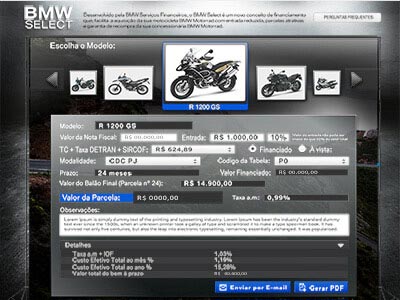 BMW SELECT
Desenvolvido pela BMW Serviços Financeiros, o BMW Select é um novo conceito de financiamento
que facilita a aquisição da sua motocicleta BMW Motorrad com entrada reduzida, parcelas atrativas
e garantia de recompra da sua concessionária BMW Motorrad.
PERGUNTAS FREQUENTES
Escolha o Modelo:
R 1200 GS
Modelo: R 1200 GS
Valor da Nota Fiscal: R$ 00.000,00 Entrada: R$ 1.000,00 10%
TC + Taxa DETRAN + SIRCOF: R$ 624,89 Financiado À vista:
Modalidade: CDC PJ Codigo da Tabela: P0
Prazo: 24 meses Valor Financiado: R$ 00.000,00
Valor do Balão Final (Parcela nº 24): R$ 14.900,00
Valor da Parcela: R$ 0000,00 Taxa a.m: 0,99%
Observações:
Lorem Ipsum is simply dummy text of the printing and typesetting industry. Lorem Ipsum has been the industry's standard dummy
text ever since the 1500s, when an unknown printer took a galley of type and scrambled it to make a type specimen book. It has
survived not only five centuries, but also the leap into electronic typesetting, remaining essentially unchanged. It was popularised
Detalhes
Taxa a.m + IOF 1,03%
Custo Efetivo Total ao mês % 1,19%
Custo Efetivo Total ao ano % 15,28%
Valor total do bem à prazo R$ 00.000,00
Enviar por E-mail Gerar PDF